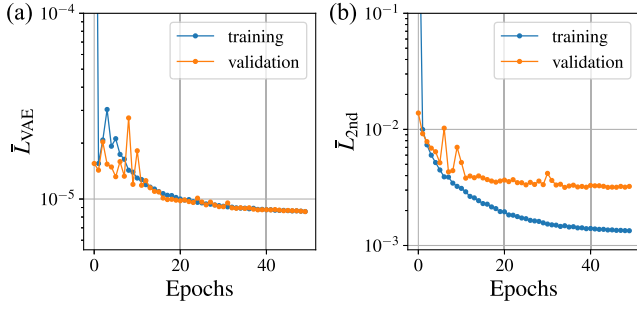 (a)
10⁻⁴
10⁻⁵
L̄_VAE
training
validation
0 20 40
Epochs
(b)
10⁻¹
10⁻²
10⁻³
L̄_2nd
training
validation
0 20 40
Epochs